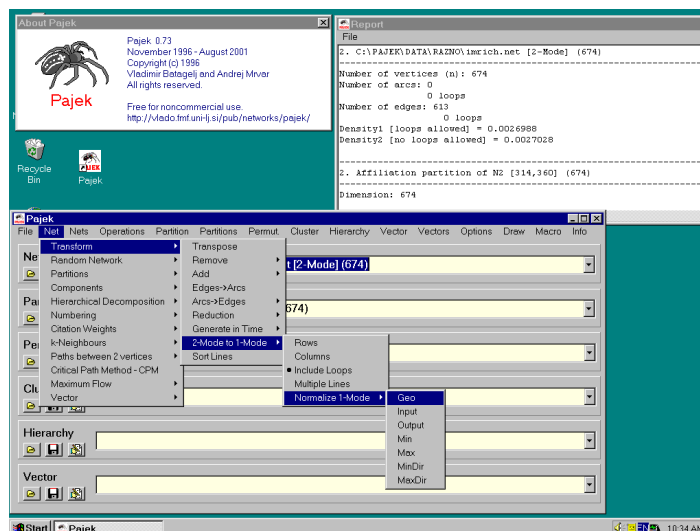 About Pajek
Pajek 0.73
November 1996 - August 2001
Copyright (c) 1996
Vladimir Batagelj and Andrej Mrvar
All rights reserved.
Free for noncommercial use.
http://vlado.fmf.uni-lj.si/pub/networks/pajek/
Pajek
Report
File
2. C:\PAJEK\DATA\RAZNO\imrich.net [2-Mode] (674)
Number of vertices (n): 674
Number of arcs: 0
0 loops
Number of edges: 613
0 loops
Density1 [loops allowed] = 0.0026988
Density2 [no loops allowed] = 0.0027028
2. Affiliation partition of N2 [314,360] (674)
Dimension: 674
Recycle
Bin
Pajek
Pajek
File Net Nets Operations Partition Partitions Permut. Cluster Hierarchy Vector Vectors Options Draw Macro Info
Transform
Random Network
Partitions
Components
Hierarchical Decomposition
Numbering
Citation Weights
k-Neighbours
Paths between 2 vertices
Critical Path Method - CPM
Maximum Flow
Vector
Transpose
Remove
Add
Edges->Arcs
Arcs->Edges
Reduction
Generate in Time
2-Mode to 1-Mode
Sort Lines
Rows
Columns
Include Loops
Multiple Lines
Normalize 1-Mode
Geo
Input
Output
Min
Max
MinDir
MaxDir
[2-Mode] (674)
674)
Hierarchy
Vector
Start
Pajek
EN
10:34 AM